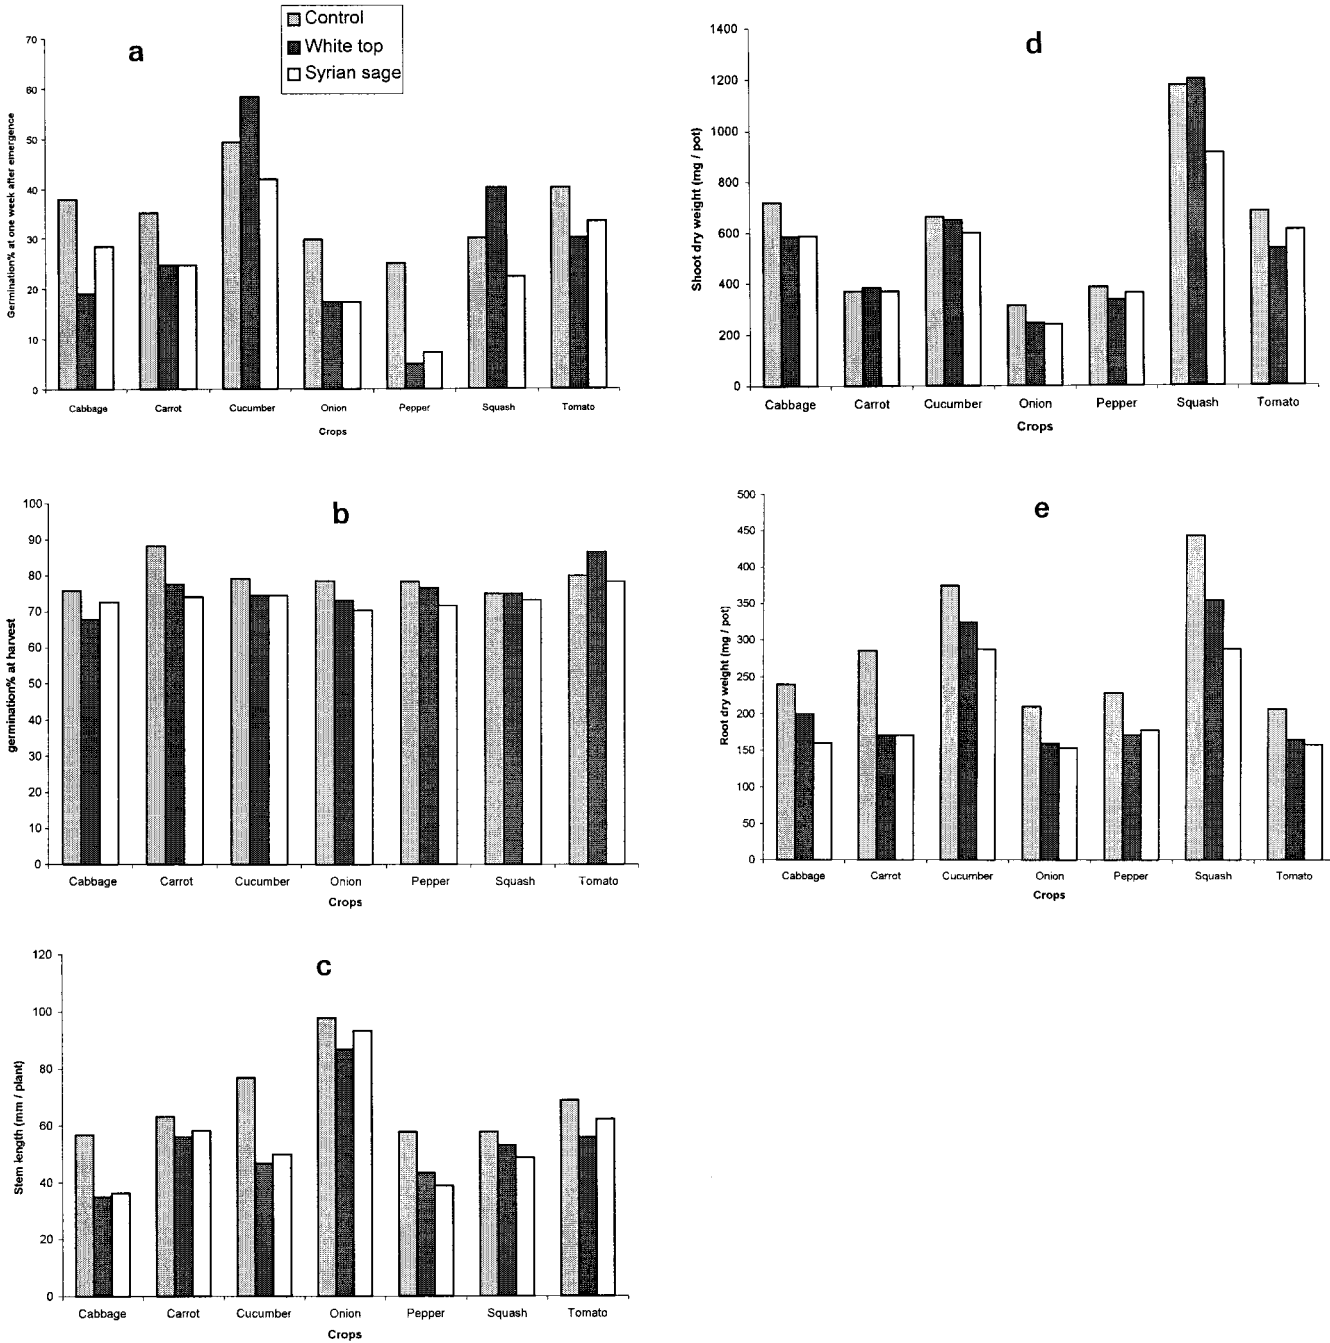 a
Control
White top
Syrian sage
Germination% at one week after emergence
70
60
50
40
30
20
10
0
Cabbage Carrot Cucumber Onion Pepper Squash Tomato
Crops
d
Shoot dry weight (mg / pot)
1400
1200
1000
800
600
400
200
0
Cabbage Carrot Cucumber Onion Pepper Squash Tomato
Crops
b
germination% at harvest
100
90
80
70
60
50
40
30
20
10
0
Cabbage Carrot Cucumber Onion Pepper Squash Tomato
Crops
e
Root dry weight (mg / pot)
500
450
400
350
300
250
200
150
100
50
0
Cabbage Carrot Cucumber Onion Pepper Squash Tomato
Crops
c
Stem length (mm / plant)
120
100
80
60
40
20
0
Cabbage Carrot Cucumber Onion Pepper Squash Tomato
Crops